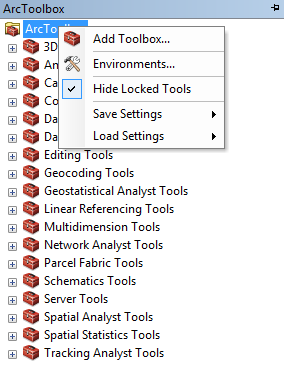 ArcToolbox
ArcToolbox
Add Toolbox...
Environments...
Hide Locked Tools
Save Settings
Load Settings
3D
An
Ca
Co
Da
Da
Editing Tools
Geocoding Tools
Geostatistical Analyst Tools
Linear Referencing Tools
Multidimension Tools
Network Analyst Tools
Parcel Fabric Tools
Schematics Tools
Server Tools
Spatial Analyst Tools
Spatial Statistics Tools
Tracking Analyst Tools